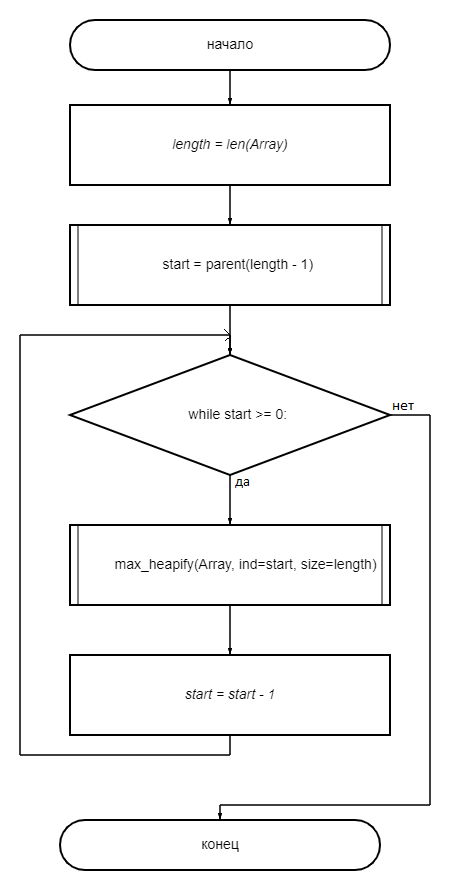 начало
length = len(Array)
start = parent(length - 1)
while start >= 0:
нет
да
max_heapify(Array, ind=start, size=length)
start = start - 1
конец